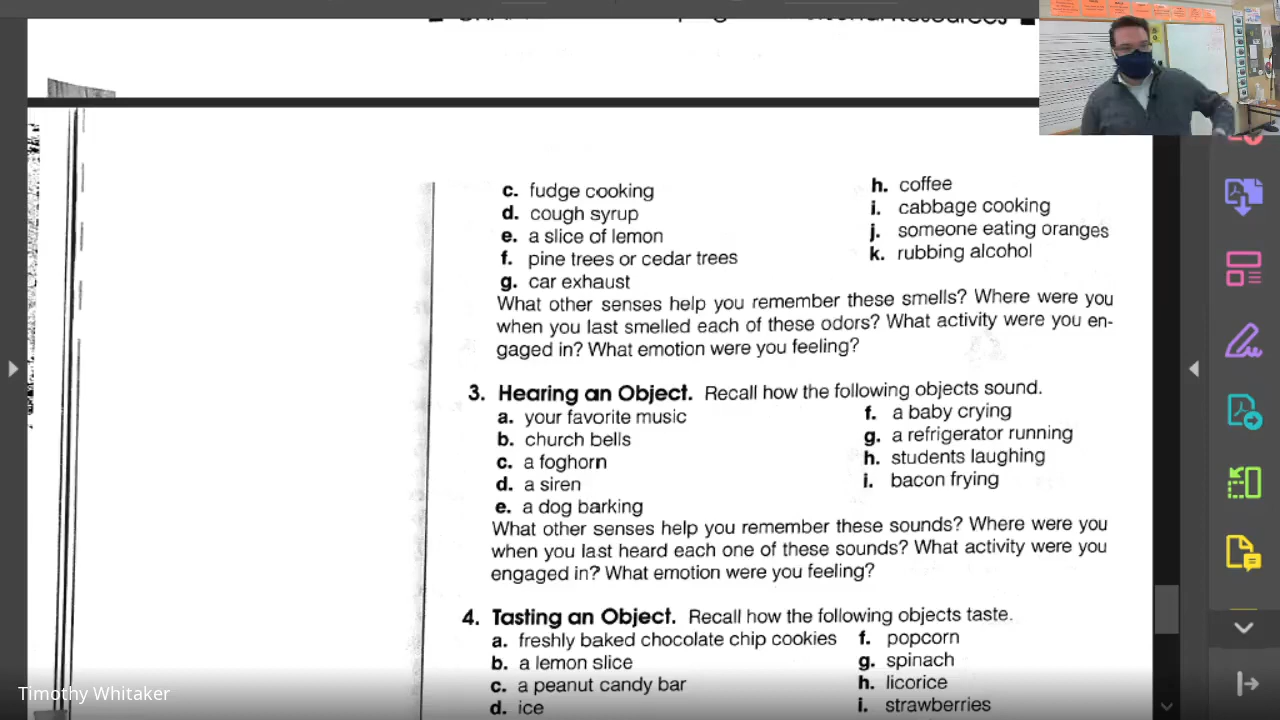 c. fudge cooking
d. cough syrup
e. a slice of lemon
f. pine trees or cedar trees
g. car exhaust
h. coffee
i. cabbage cooking
j. someone eating oranges
k. rubbing alcohol
What other senses help you remember these smells? Where were you
when you last smelled each of these odors? What activity were you en-
gaged in? What emotion were you feeling?
3. Hearing an Object. Recall how the following objects sound.
a. your favorite music
b. church bells
c. a foghorn
d. a siren
e. a dog barking
f. a baby crying
g. a refrigerator running
h. students laughing
i. bacon frying
What other senses help you remember these sounds? Where were you
when you last heard each one of these sounds? What activity were you
engaged in? What emotion were you feeling?
4. Tasting an Object. Recall how the following objects taste.
a. freshly baked chocolate chip cookies
b. a lemon slice
c. a peanut candy bar
d. ice
f. popcorn
g. spinach
h. licorice
i. strawberries
Timothy Whitaker